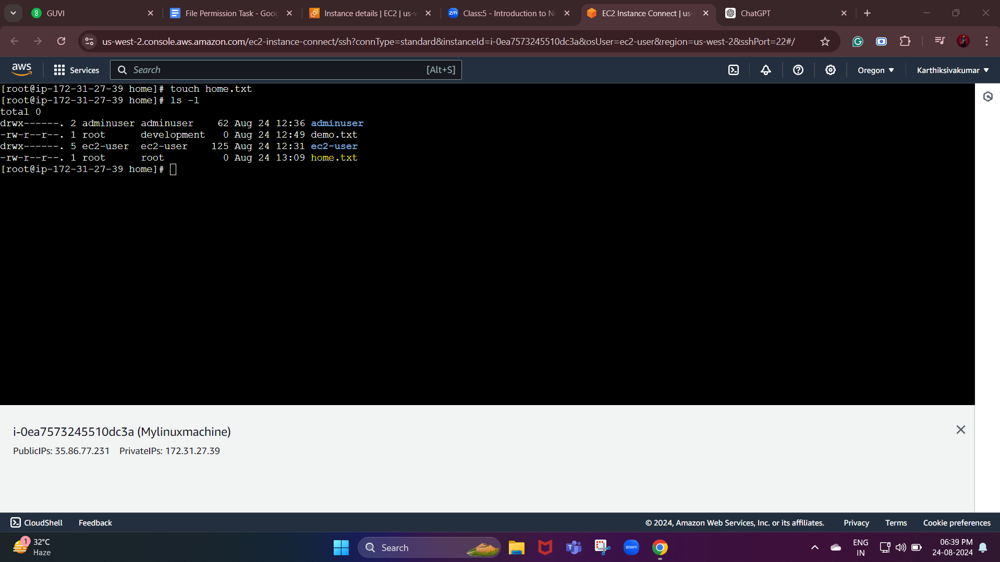 GUVI
File Permission Task - Goog
Instance details | EC2 | us-w
zm
Class:5 - Introduction to Ne
EC2 Instance Connect | us-
ChatGPT
us-west-2.console.aws.amazon.com/ec2-instance-connect/ssh?connType=standard&instanceId=i-0ea7573245510dc3a&osUser=ec2-user&region=us-west-2&sshPort=22#/
aws
Services
Search
[Alt+S]
Oregon
Karthiksivakumar
[root@ip-172-31-27-39 home]# touch home.txt
[root@ip-172-31-27-39 home]# ls -l
total 0
drwx------. 2 adminuser adminuser 62 Aug 24 12:36 adminuser
-rw-r--r--. 1 root development 0 Aug 24 12:49 demo.txt
drwx------. 5 ec2-user ec2-user 125 Aug 24 12:31 ec2-user
-rw-r--r--. 1 root root 0 Aug 24 13:09 home.txt
[root@ip-172-31-27-39 home]#
i-0ea7573245510dc3a (Mylinuxmachine)
PublicIPs: 35.86.77.231 PrivateIPs: 172.31.27.39
CloudShell
Feedback
© 2024, Amazon Web Services, Inc. or its affiliates.
Privacy
Terms
Cookie preferences
1
32°C
Haze
Search
zoom
ENG
IN
06:39 PM
24-08-2024